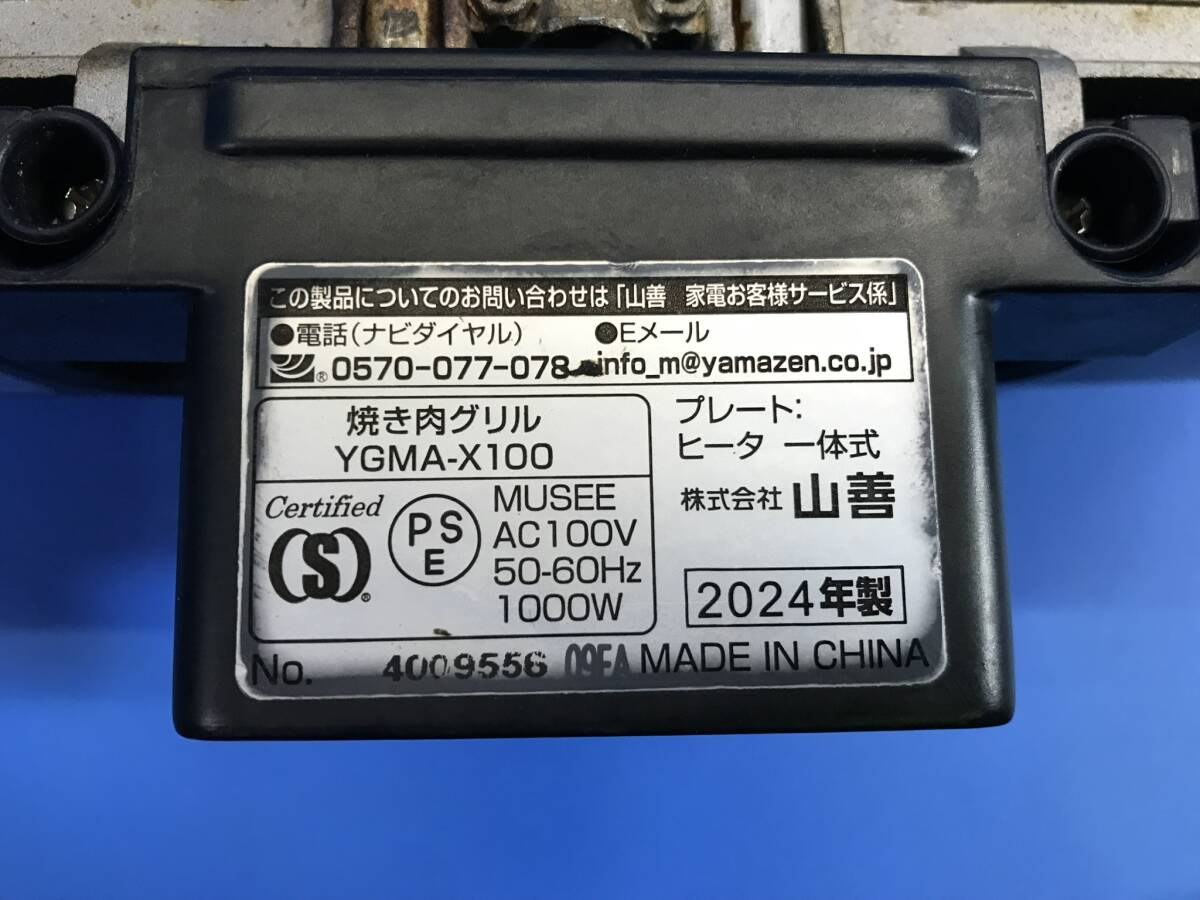 この製品についてのお問い合わせは「山善 家電お客様サービス係」
●電話(ナビダイヤル) ●Eメール
® 0570-077-078 info_m@yamazen.co.jp
焼き肉グリル
YGMA-X100
プレート:
ヒータ 一体式
株式会社 山善
Certified
S®
PS
E
MUSEE
AC100V
50-60Hz
1000W
2024年製
No. 4009556 09EA MADE IN CHINA